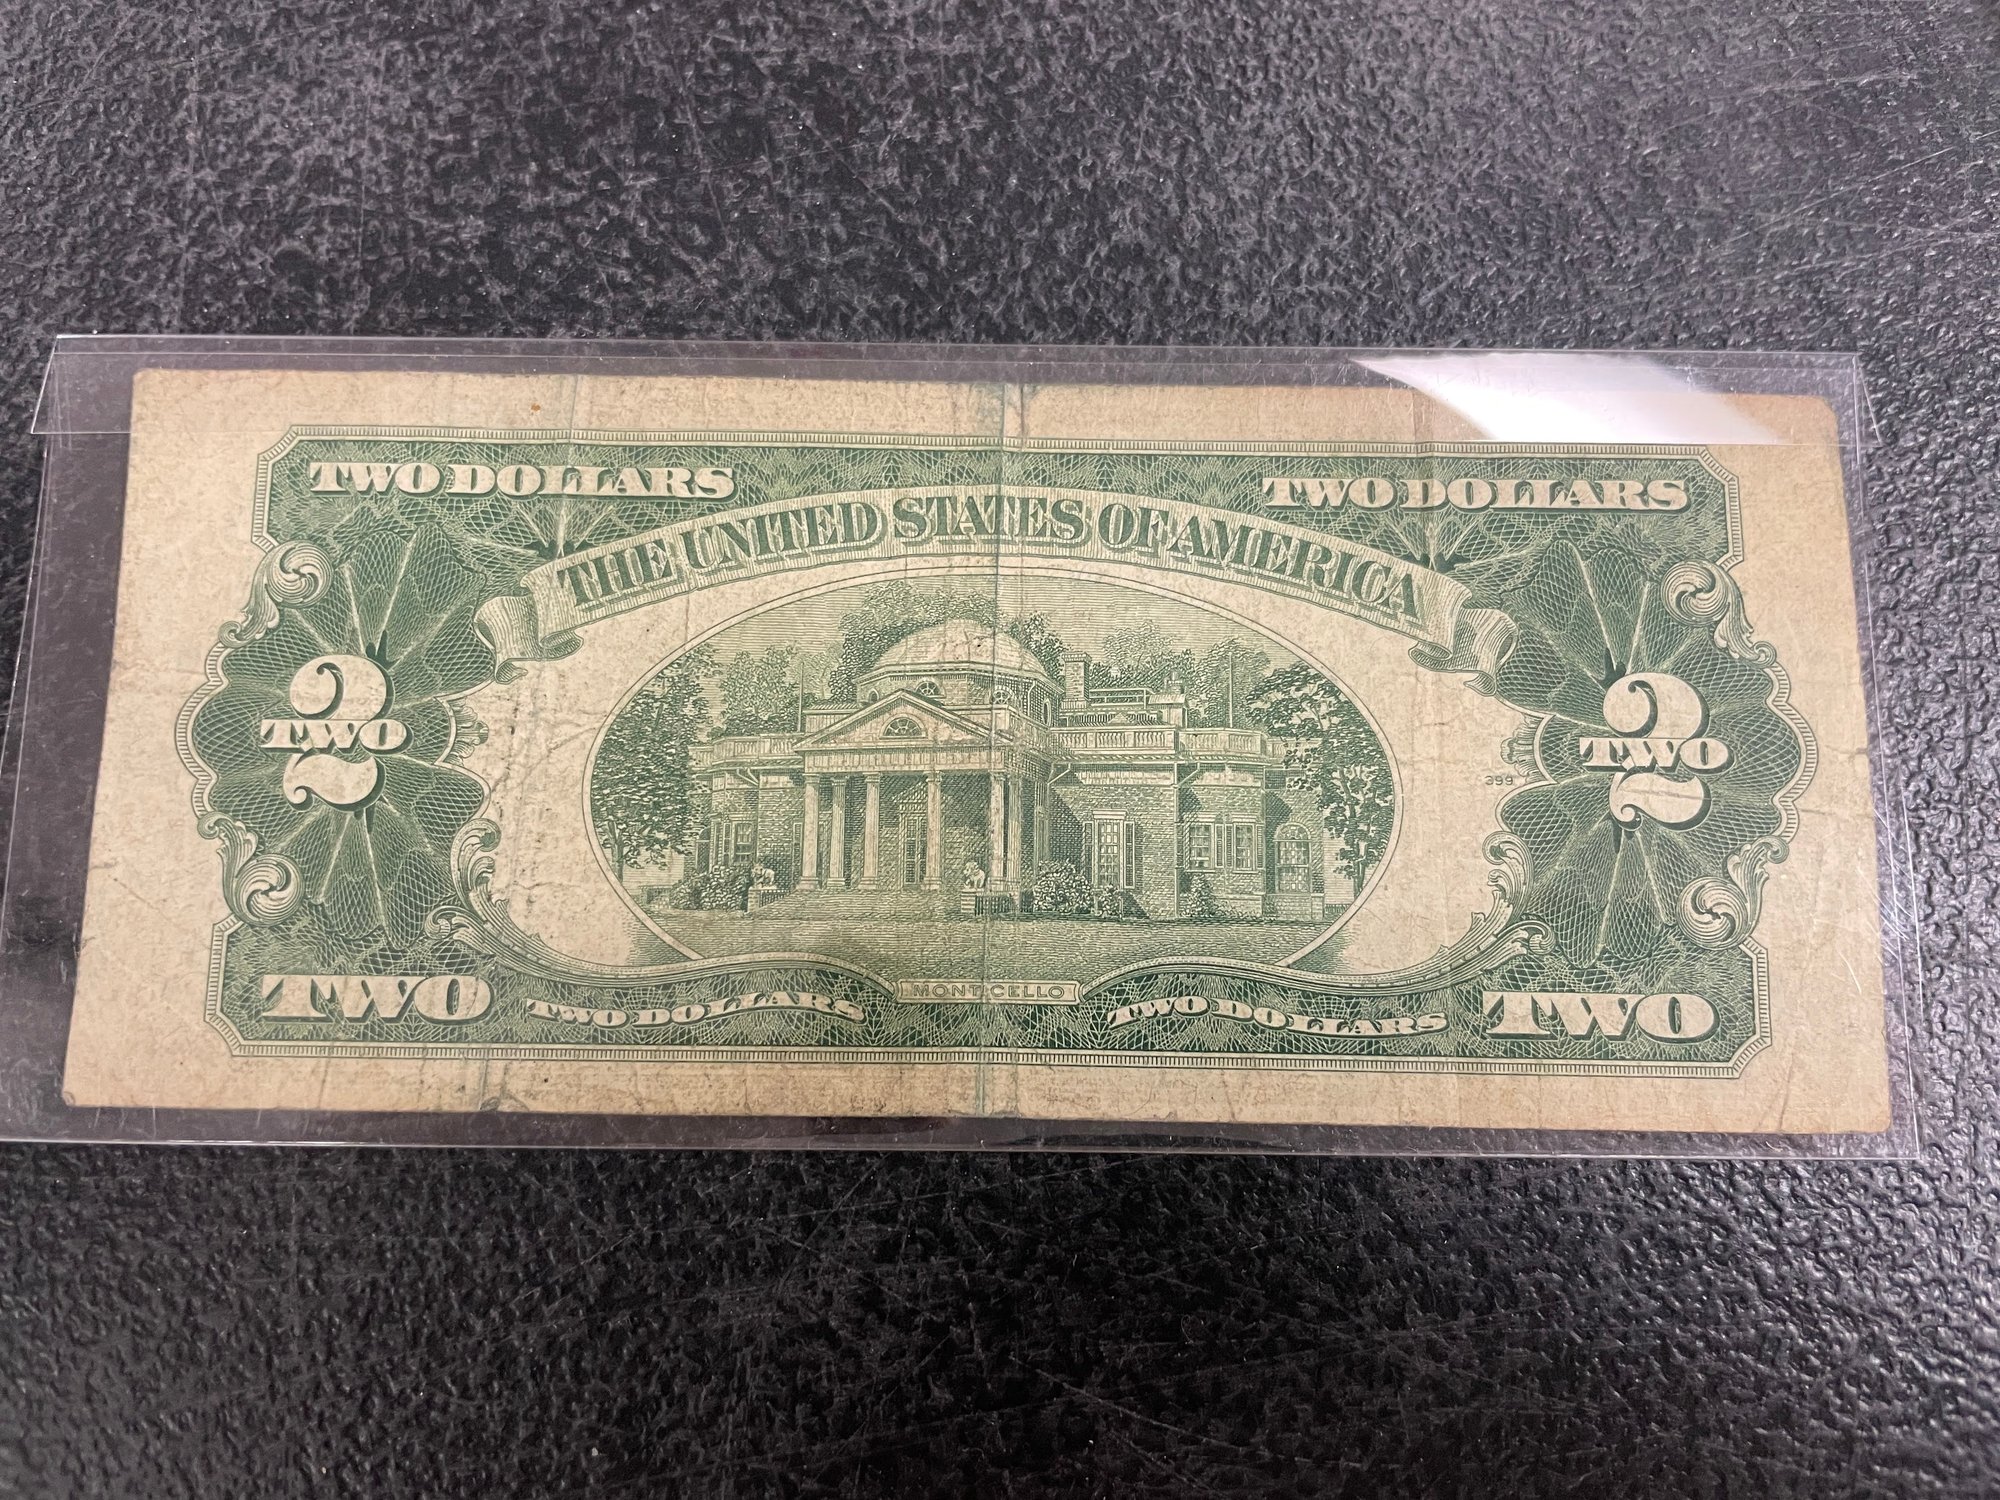 TWO DOLLARS
TWO DOLLARS
THE UNITED STATES OF AMERICA
2
TWO
2
TWO
399
MONTICELLO
TWO
TWO DOLLARS
TWO DOLLARS
TWO